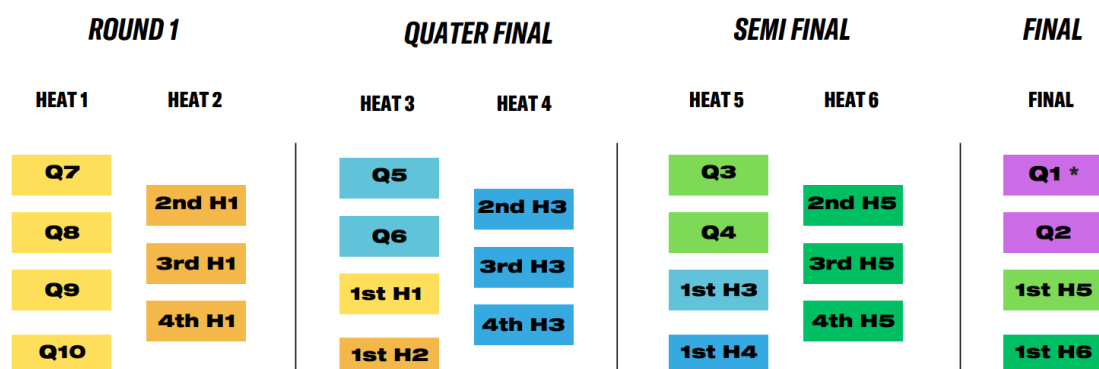 ROUND 1
QUATER FINAL
SEMI FINAL
FINAL
HEAT 1
HEAT 2
HEAT 3
HEAT 4
HEAT 5
HEAT 6
FINAL
Q7
Q8
Q9
Q10
2nd H1
3rd H1
4th H1
Q5
Q6
1st H1
1st H2
2nd H3
3rd H3
4th H3
Q3
Q4
1st H3
1st H4
2nd H5
3rd H5
4th H5
Q1 *
Q2
1st H5
1st H6